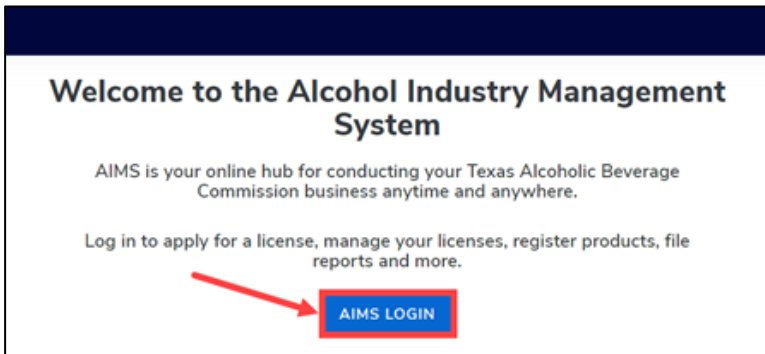 Welcome to the Alcohol Industry Management
System
AIMS is your online hub for conducting your Texas Alcoholic Beverage
Commission business anytime and anywhere.
Log in to apply for a license, manage your licenses, register products, file
reports and more.
AIMS LOGIN